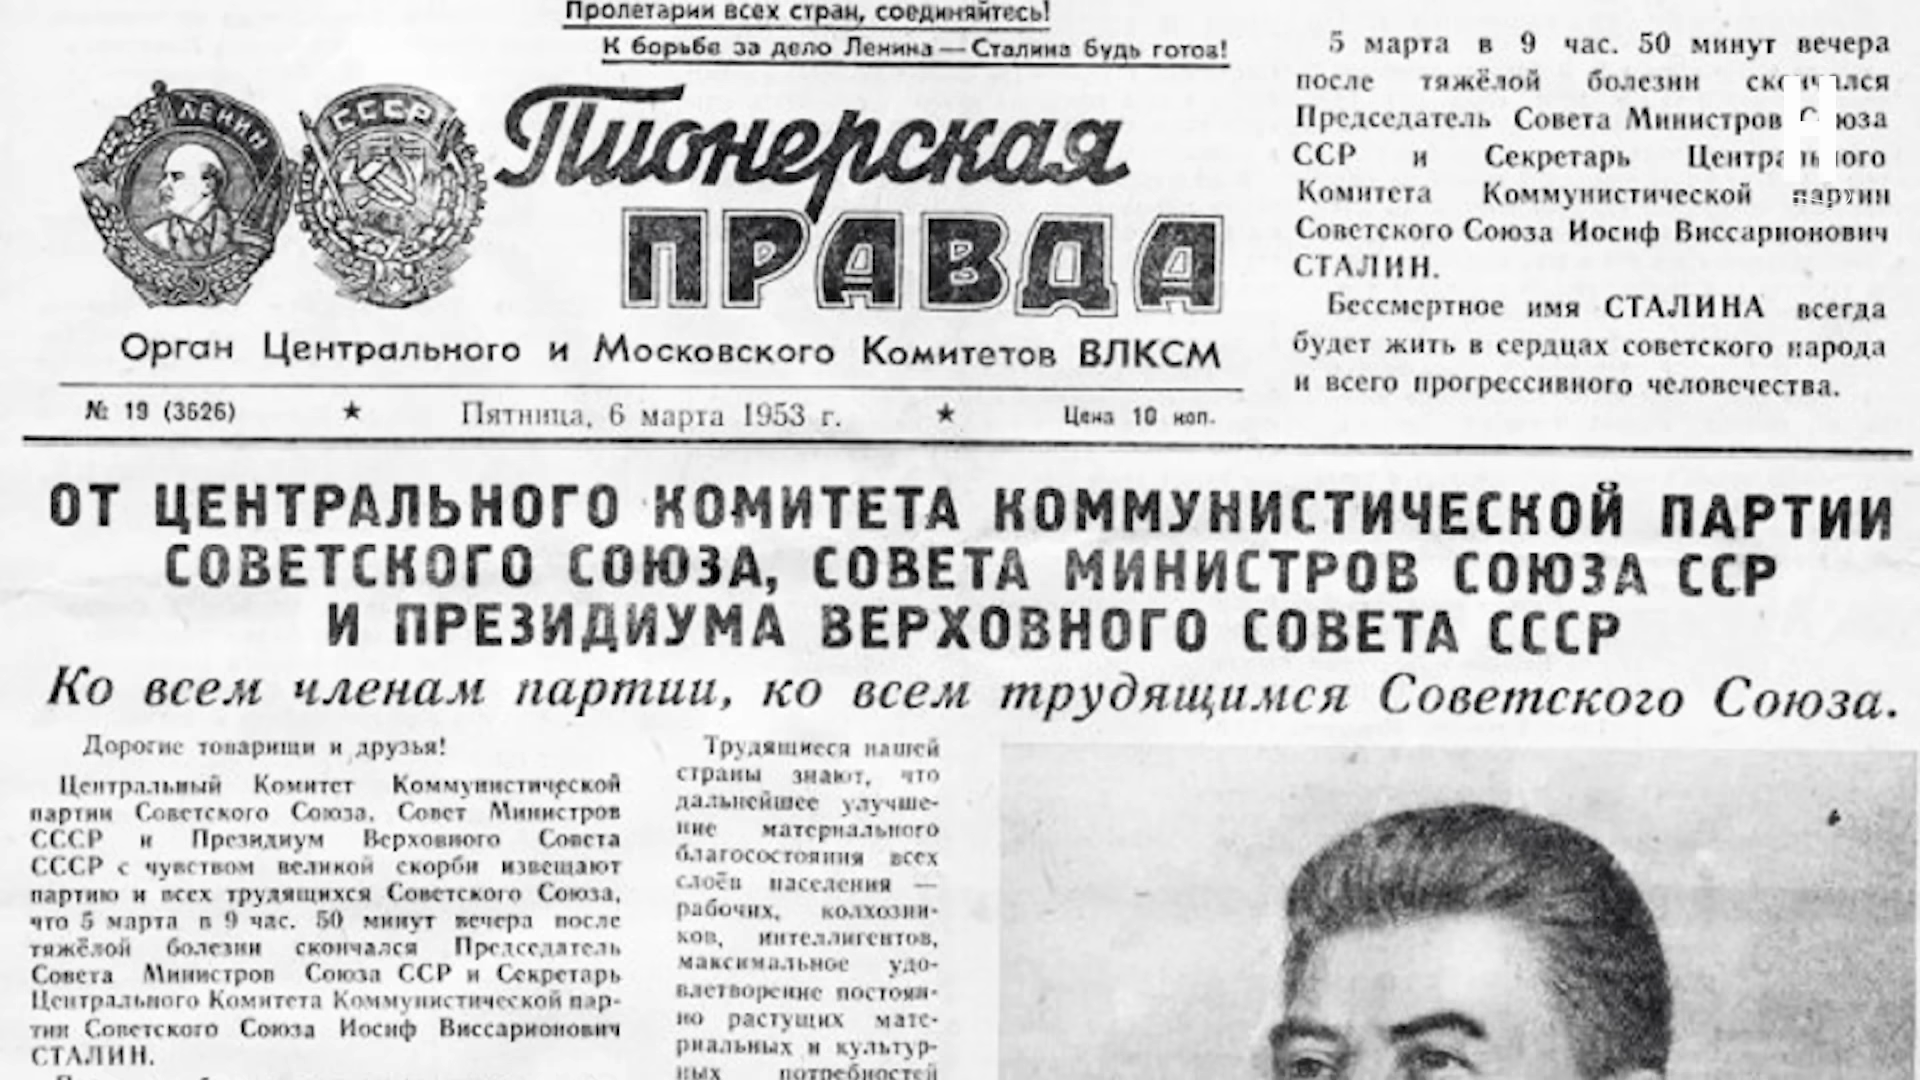 Пролетарии всех стран, соединяйтесь!
К борьбе за дело Ленина — Сталина будь готов!
ЛЕНИН
СССР
Пионерская
ПРАВДА
Орган Центрального и Московского Комитетов ВЛКСМ
№ 19 (3626) ★ Пятница, 6 марта 1953 г. ★ Цена 10 коп.
5 марта в 9 час. 50 минут вечера
после тяжёлой болезни скончался
Председатель Совета Министров Союза
ССР и Секретарь Центрального
Комитета Коммунистической партии
Советского Союза Иосиф Виссарионович
СТАЛИН.
Бессмертное имя СТАЛИНА всегда
будет жить в сердцах советского народа
и всего прогрессивного человечества.
ОТ ЦЕНТРАЛЬНОГО КОМИТЕТА КОММУНИСТИЧЕСКОЙ ПАРТИИ
СОВЕТСКОГО СОЮЗА, СОВЕТА МИНИСТРОВ СОЮЗА ССР
И ПРЕЗИДИУМА ВЕРХОВНОГО СОВЕТА СССР
Ко всем членам партии, ко всем трудящимся Советского Союза.
Дорогие товарищи и друзья!
Центральный Комитет Коммунистической
партии Советского Союза, Совет Министров
СССР и Президиум Верховного Совета
СССР с чувством великой скорби извещают
партию и всех трудящихся Советского Союза,
что 5 марта в 9 час. 50 минут вечера после
тяжёлой болезни скончался Председатель
Совета Министров Союза ССР и Секретарь
Центрального Комитета Коммунистической пар-
тии Советского Союза Иосиф Виссарионович
СТАЛИН.
Трудящиеся нашей
страны знают, что
дальнейшее улучше-
ние материального
благосостояния всех
слоёв населения —
рабочих, колхозни-
ков, интеллигентов,
максимальное удо-
влетворение постоян-
но растущих мате-
риальных и культур-
ных потребностей